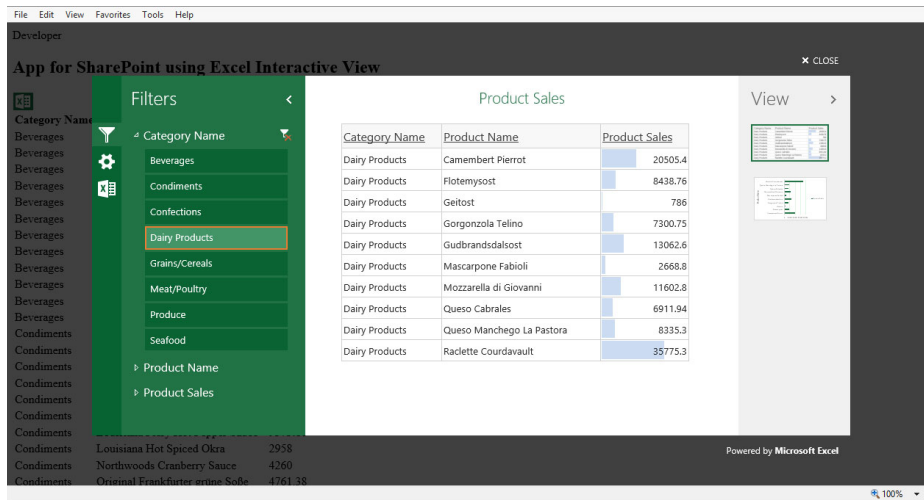 File Edit View Favorites Tools Help
Developer
App for SharePoint using Excel Interactive View
× CLOSE
Category Name
Beverages
Beverages
Beverages
Beverages
Beverages
Beverages
Beverages
Beverages
Beverages
Beverages
Beverages
Beverages
Condiments
Condiments
Condiments
Condiments
Condiments
Condiments
Condiments
Condiments Louisiana Hot Spiced Okra 2958
Condiments Northwoods Cranberry Sauce 4260
Condiments Original Frankfurter grüne Soße 4761.38
Filters
Category Name
Beverages
Condiments
Confections
Dairy Products
Grains/Cereals
Meat/Poultry
Produce
Seafood
Product Name
Product Sales
Product Sales
Category Name Product Name Product Sales
Dairy Products Camembert Pierrot 20505.4
Dairy Products Flotemysost 8438.76
Dairy Products Geitost 786
Dairy Products Gorgonzola Telino 7300.75
Dairy Products Gudbrandsdalsost 13062.6
Dairy Products Mascarpone Fabioli 2668.8
Dairy Products Mozzarella di Giovanni 11602.8
Dairy Products Queso Cabrales 6911.94
Dairy Products Queso Manchego La Pastora 8335.3
Dairy Products Raclette Courdavault 35775.3
View
Powered by Microsoft Excel
100%